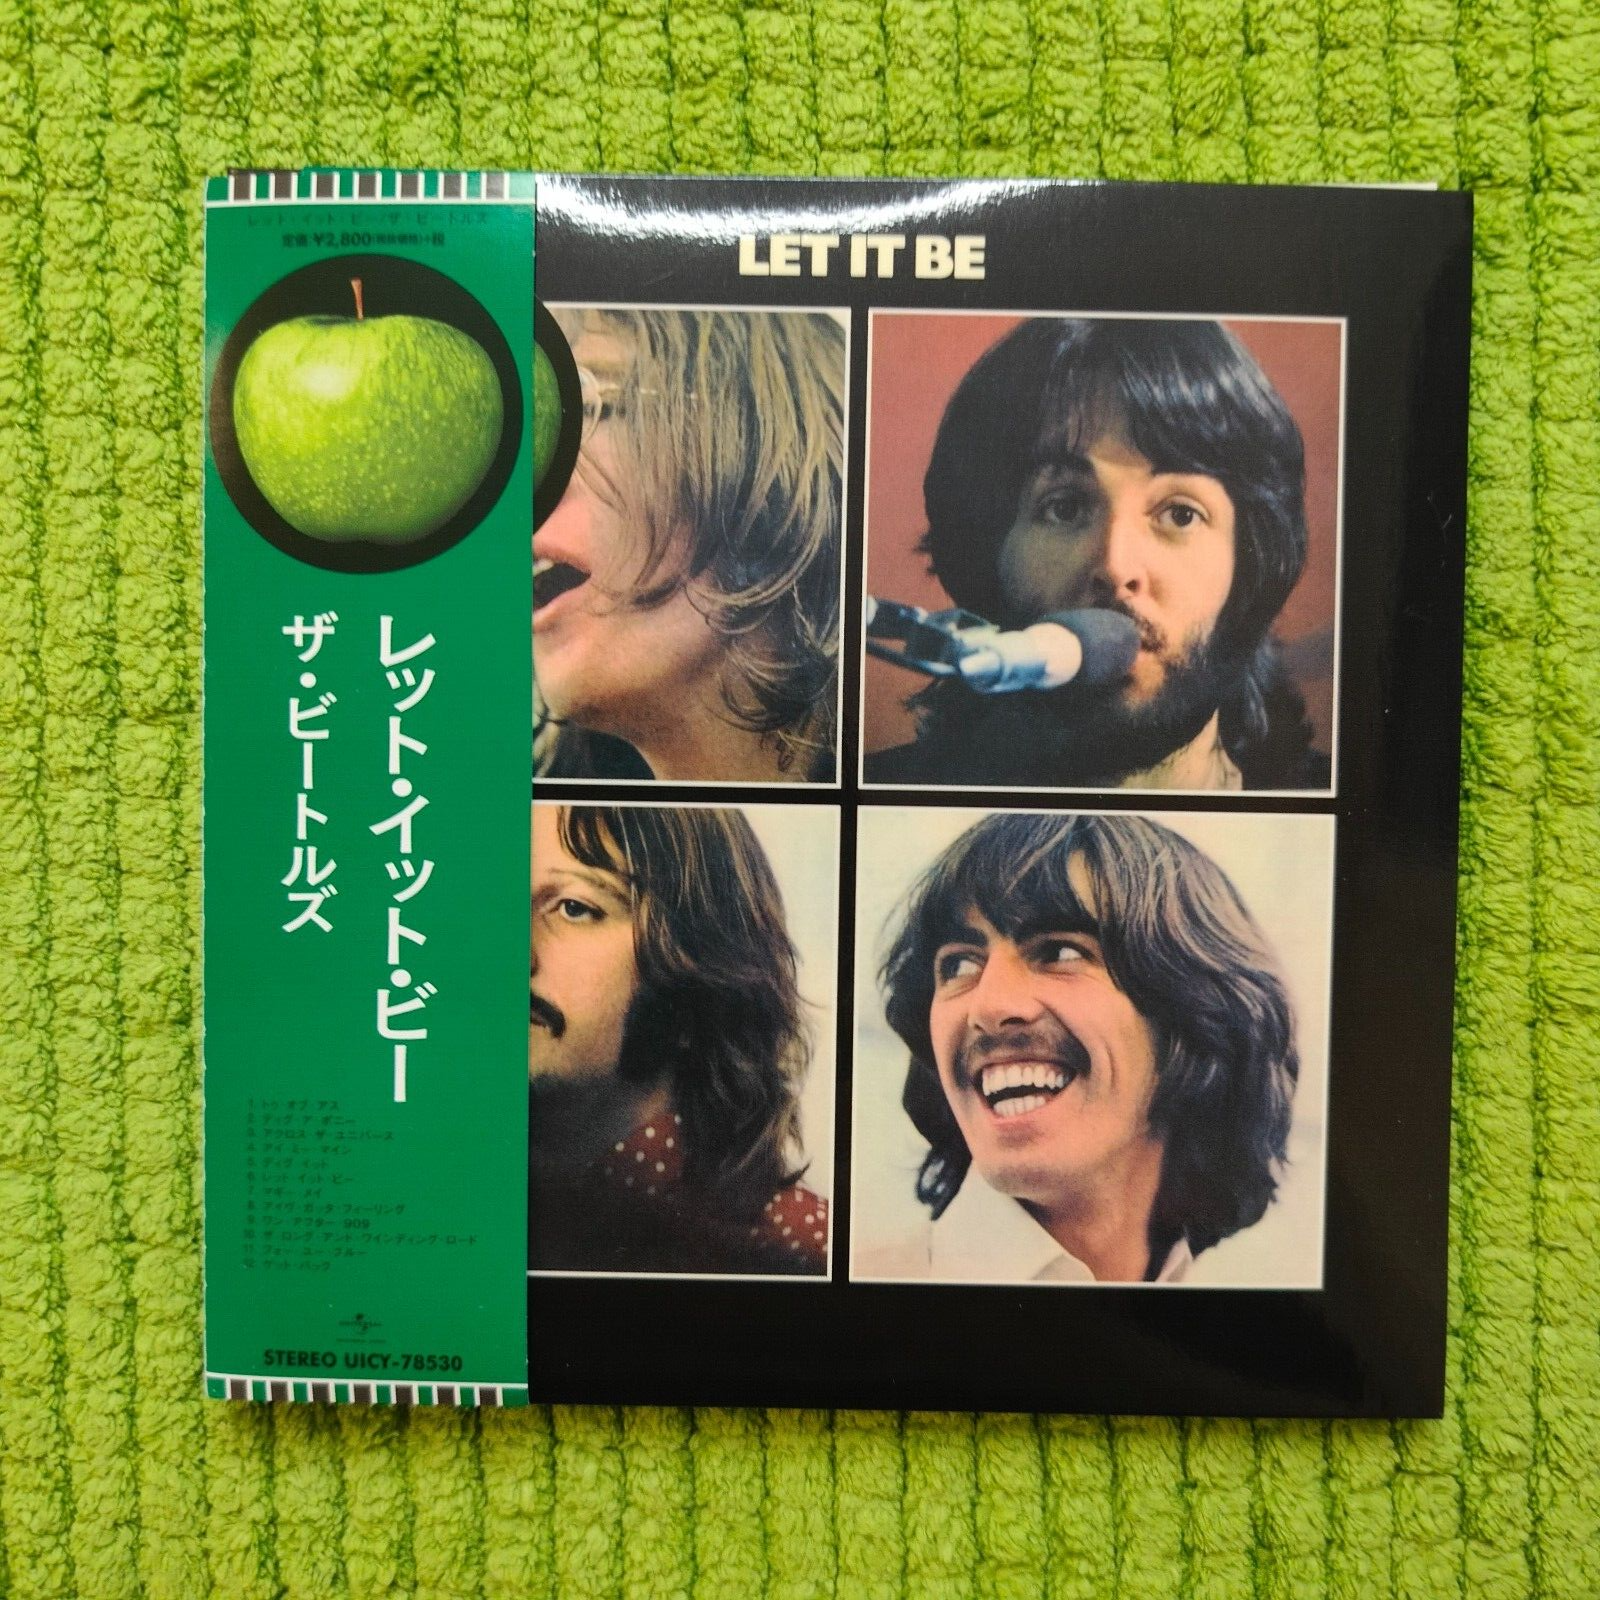 レット・イット・ビー/ザ・ビートルズ
定価:¥2,800(税抜価格)+税
レット・イット・ビー
ザ・ビートルズ
1. トゥ・オブ・アス
2. ディグ・ア・ポニー
3. アクロス・ザ・ユニバース
4. アイ・ミー・マイン
5. ディグ・イット
6. レット・イット・ビー
7. マギー・メイ
8. アイヴ・ガッタ・フィーリング
9. ワン・アフター・909
10. ザ・ロング・アンド・ワインディング・ロード
11. フォー・ユー・ブルー
12. ゲット・バック
UNIVERSAL
STEREO UICY-78530
LET IT BE